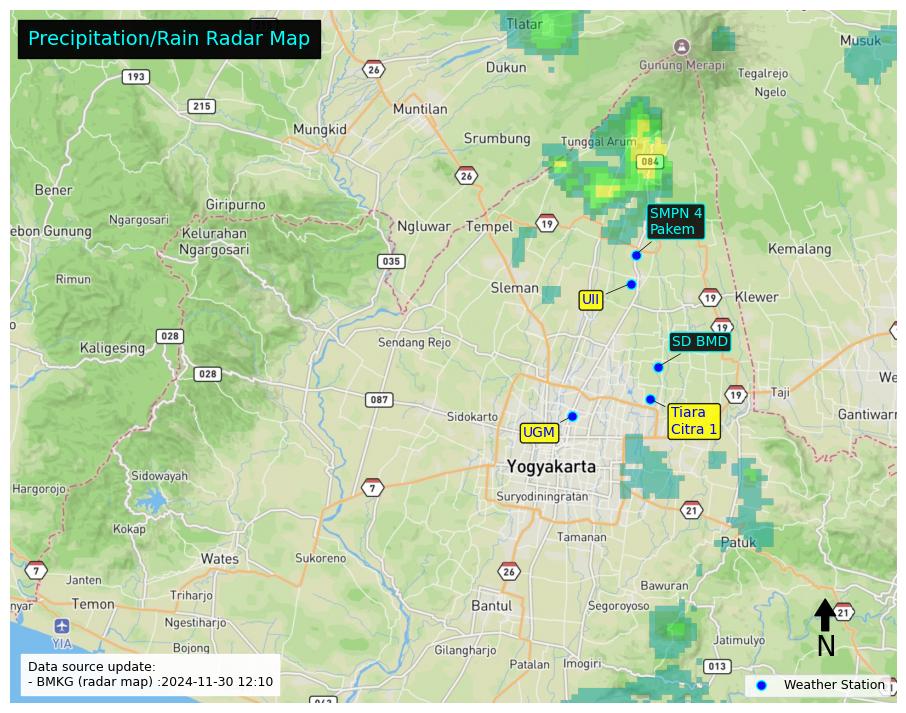 Precipitation/Rain Radar Map
Tlatar
Musuk
26
Dukun
Gunung Merapi
Tegalrejo
193
Ngelo
215
Muntilan
Mungkid
Srumbung
Tunggal Arum
084
26
Bener
Giripurno
SMPN 4
Pakem
Ngargosari
ebon Gunung
Kelurahan
Ngargosari
Ngluwar
Tempel
19
Kemalang
035
Rimun
Sleman
UII
19
Klewer
19
028
Kaligesing
Sendang Rejo
SD BMD
028
We
087
19
Taji
Sidokarto
Tiara
Citra 1
Gantiwarn
UGM
Yogyakarta
Sidowayah
Hargorojo
7
Suryodiningratan
21
Kokap
Tamanan
Patuk
Wates
Sukoreno
7
26
Janten
Bawuran
Triharjo
nyar
Temon
Bantul
Segoroyoso
21
Ngestiharjo
YIA
N
Bojong
Gilangharjo
Jatimulyo
Patalan
Imogiri
013
Data source update:
- BMKG (radar map) :2024-11-30 12:10
Weather Station